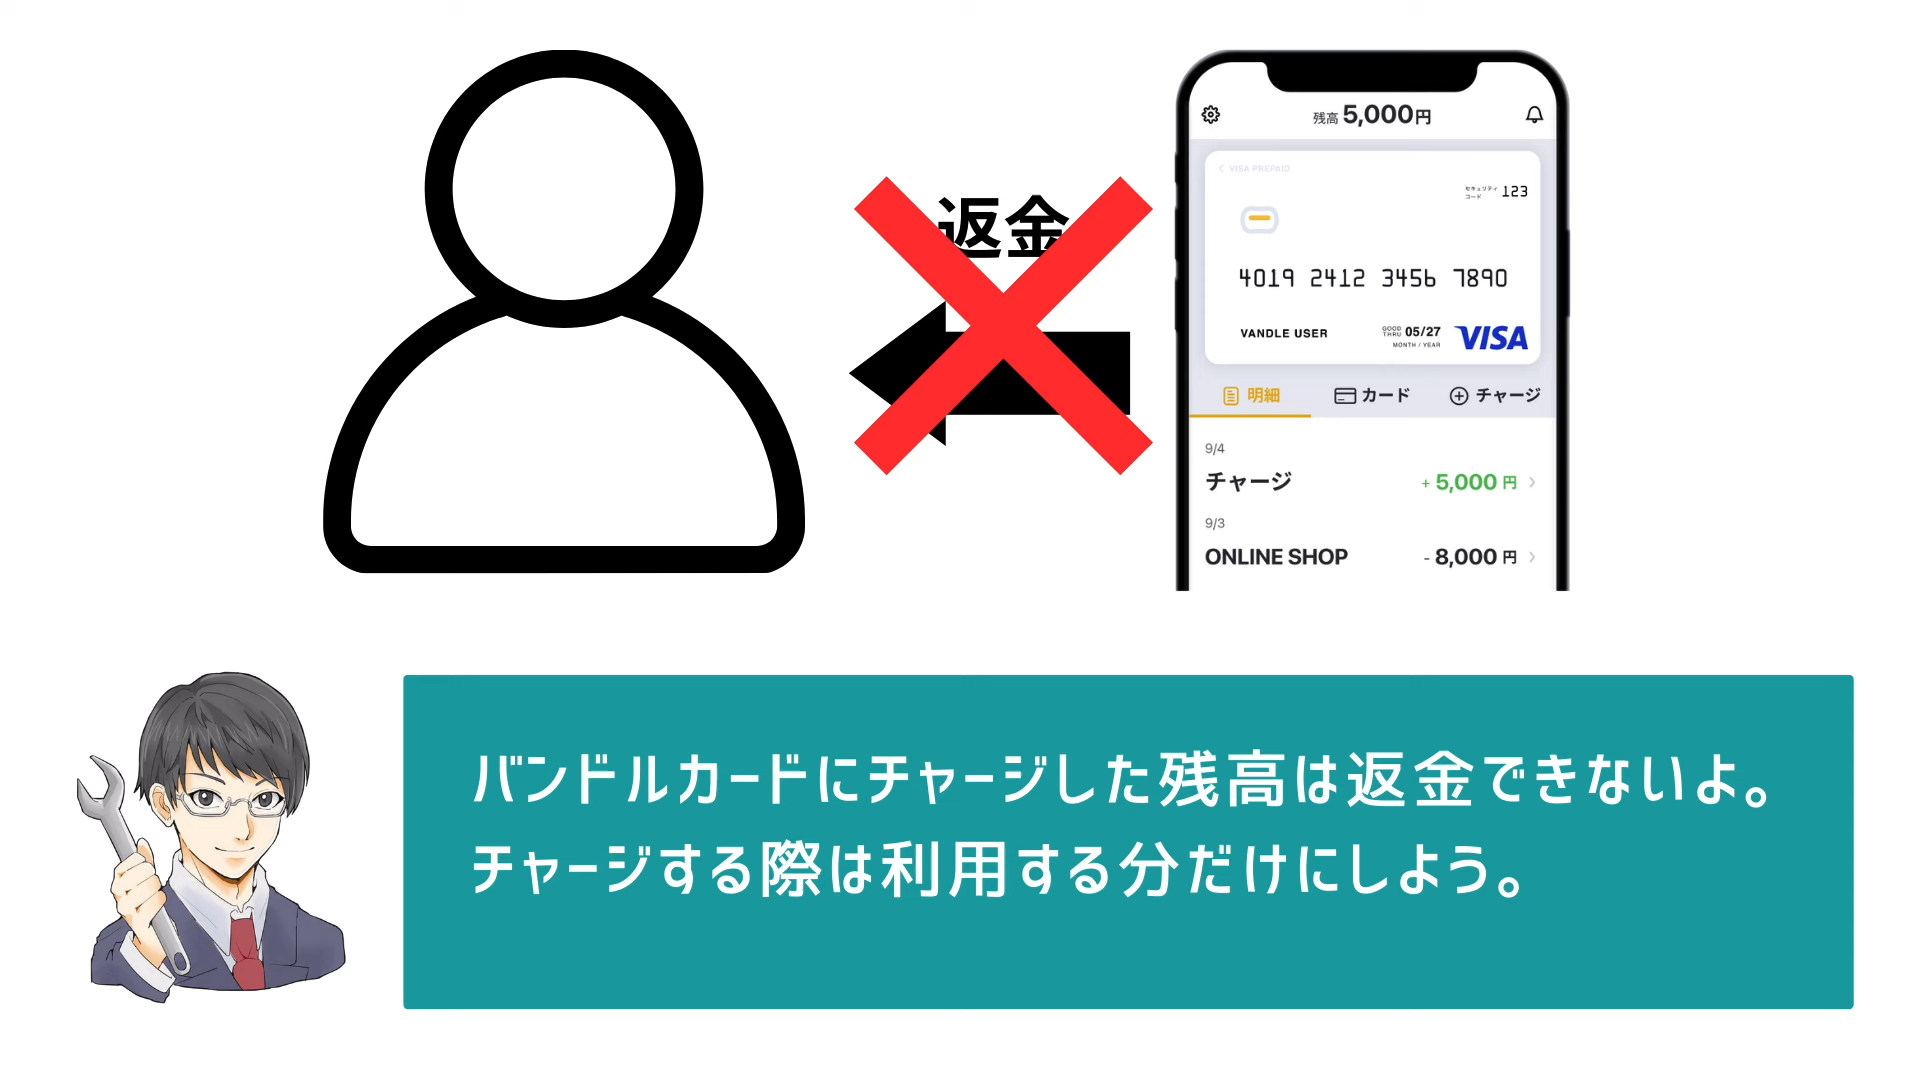 返金
残高 5,000円
VISA PREPAID
セキュリティ
コード 123
4019 2412 3456 7890
VANDLE USER
GOOD THRU 05/27
MONTH / YEAR
VISA
明細 カード チャージ
9/4
チャージ + 5,000 円
9/3
ONLINE SHOP - 8,000 円
バンドルカードにチャージした残高は返金できないよ。
チャージする際は利用する分だけにしよう。